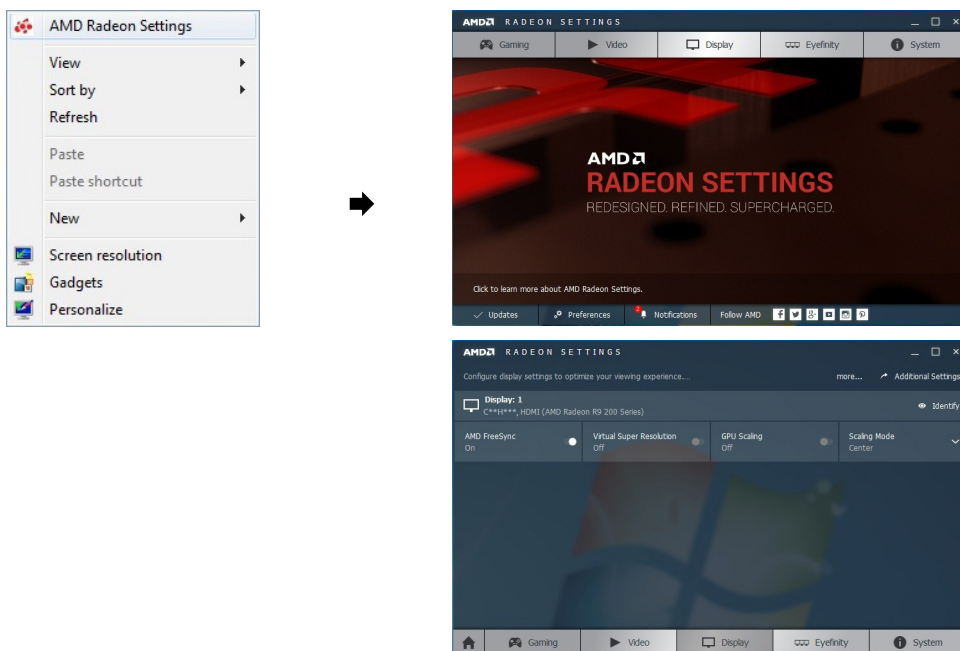 AMD Radeon Settings
View
Sort by
Refresh
Paste
Paste shortcut
New
Screen resolution
Gadgets
Personalize
AMD RADEON SETTINGS
Gaming Video Display Eyefinity System
AMD
RADEON SETTINGS
REDESIGNED. REFINED. SUPERCHARGED.
Click to learn more about AMD Radeon Settings.
Updates Preferences 2 Notifications Follow AMD
AMD RADEON SETTINGS
Configure display settings to optimize your viewing experience.... more... Additional Settings
Display: 1
C**H***, HDMI (AMD Radeon R9 200 Series) Identify
AMD FreeSync Virtual Super Resolution GPU Scaling Scaling Mode
On Off Off Center
Gaming Video Display Eyefinity System